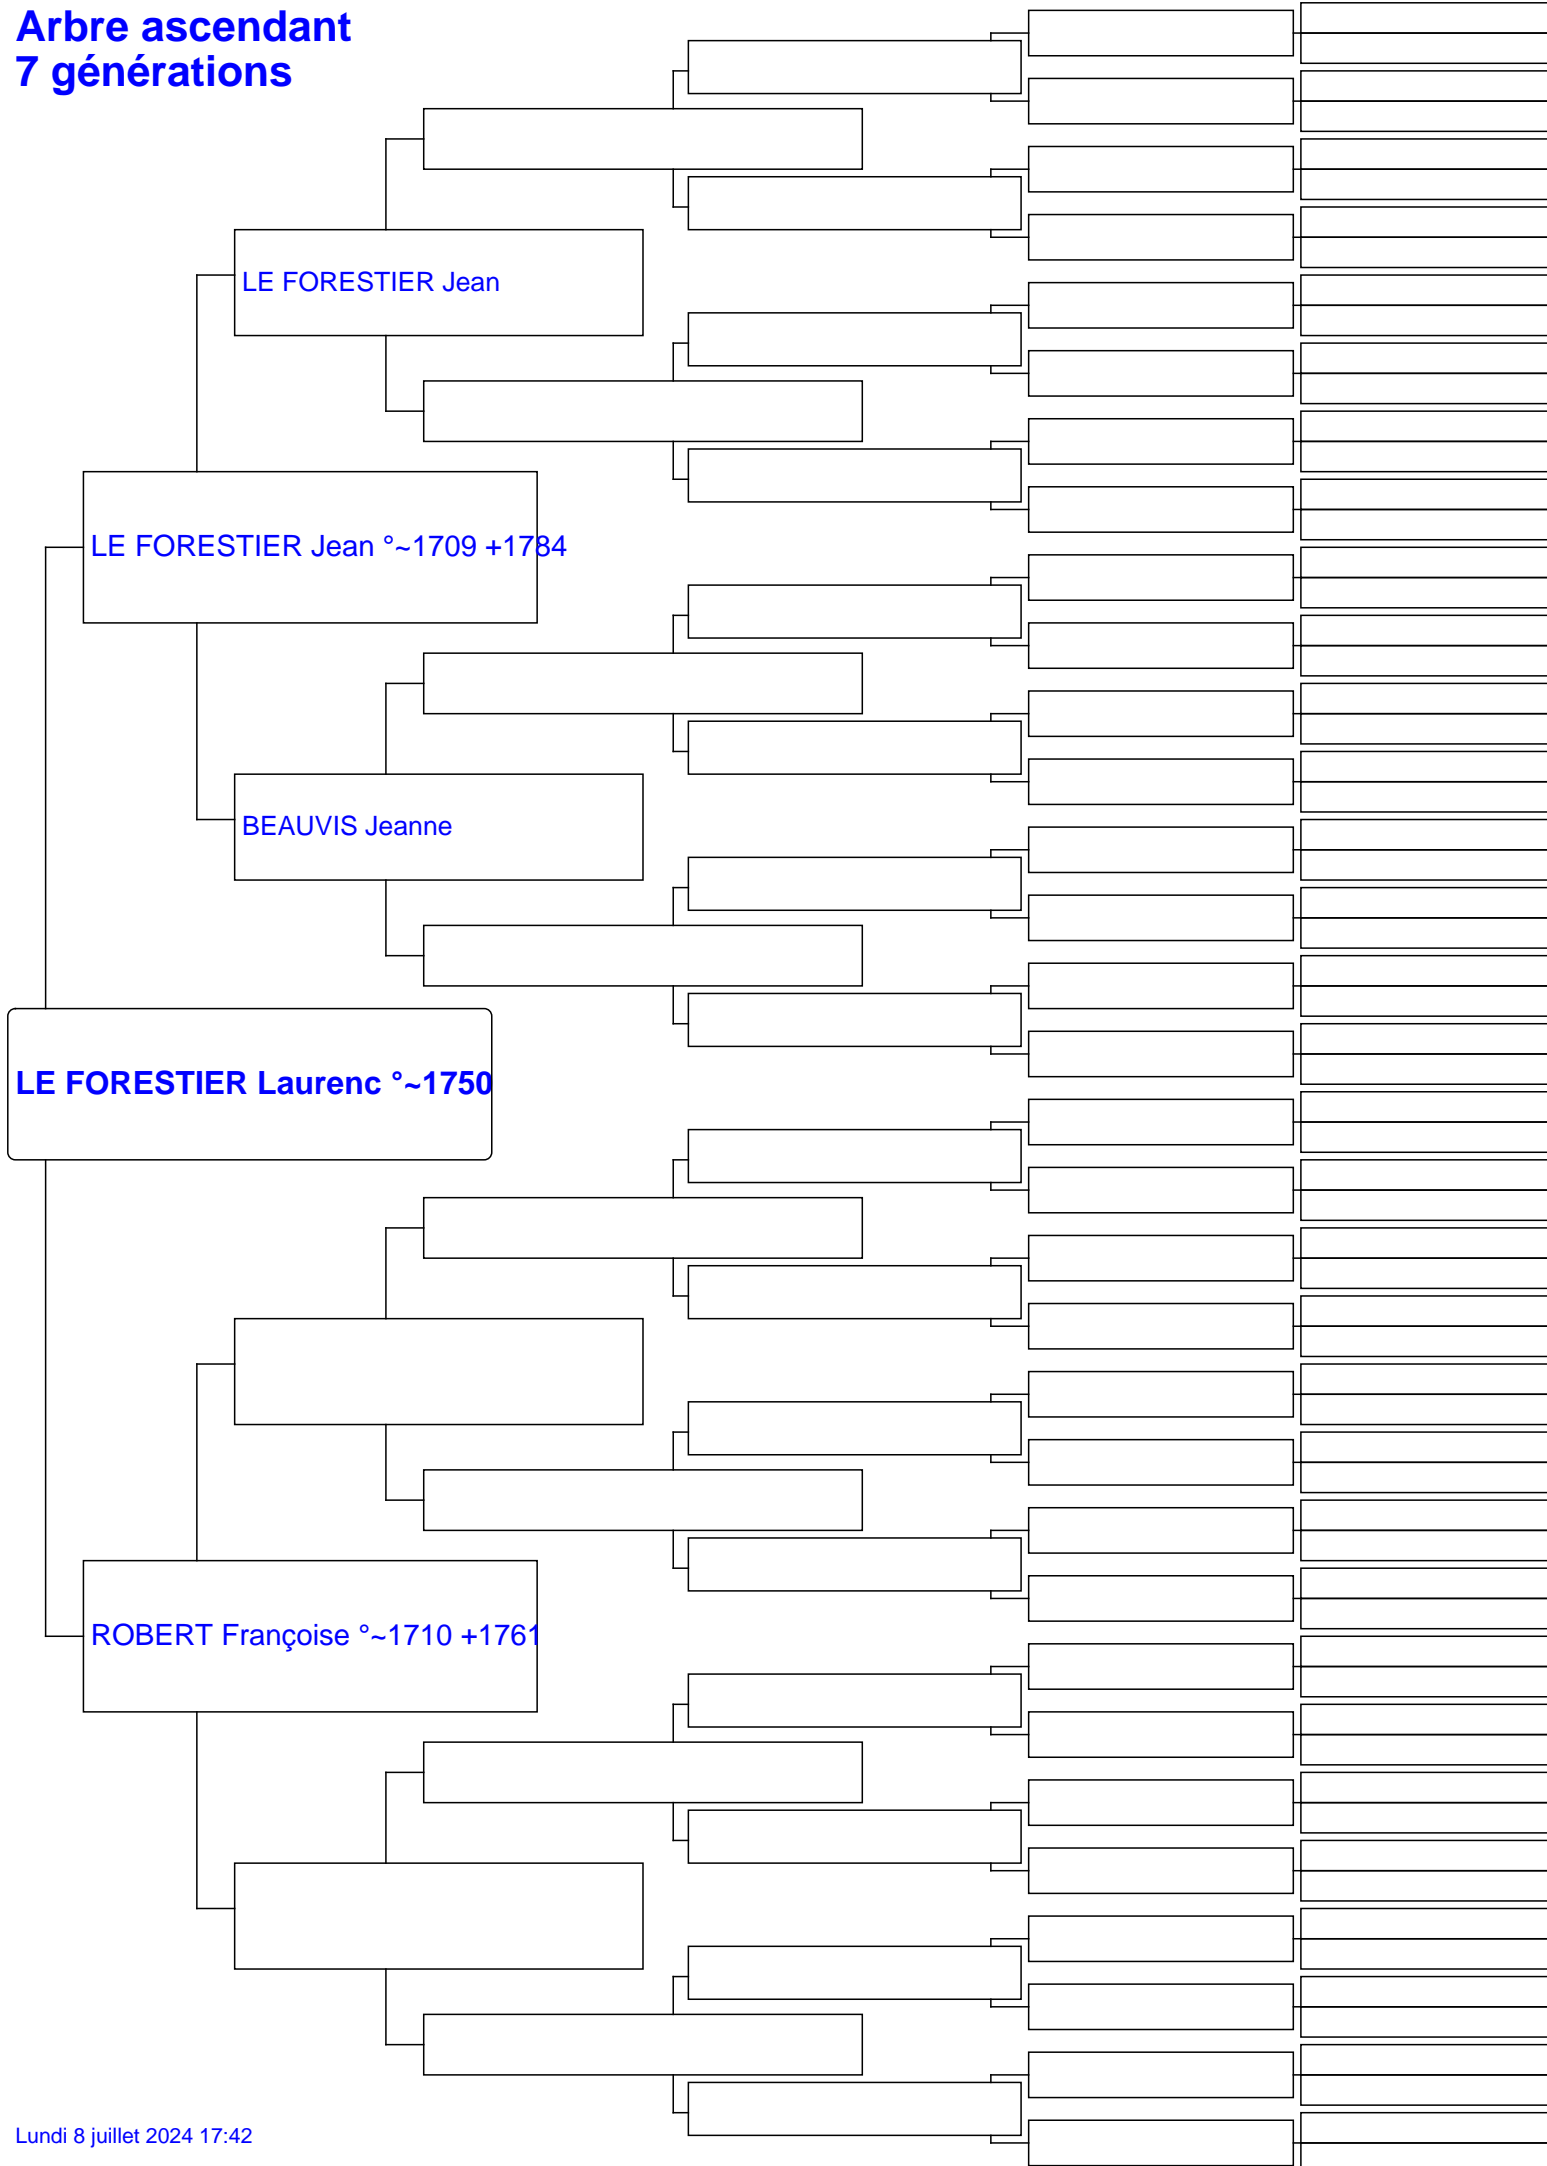 Arbre ascendant
7 générations
LE FORESTIER Jean
LE FORESTIER Jean °~1709 +1784
BEAUVIS Jeanne
LE FORESTIER Laurenc °~1750
ROBERT Françoise °~1710 +1761
Lundi 8 juillet 2024 17:42